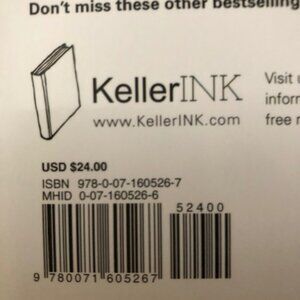 Don't miss these other bestselling
KellerINK
www.KellerINK.com
Visit
infor
free
USD $24.00
ISBN 978-0-07-160526-7
MHID 0-07-160526-6
52400
9 780071 605267